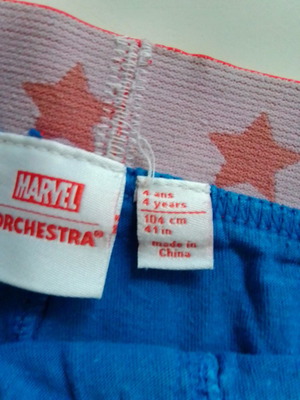 MARVEL
ORCHESTRA®
4 ans
4 years
104 cm
41 in
made in
China